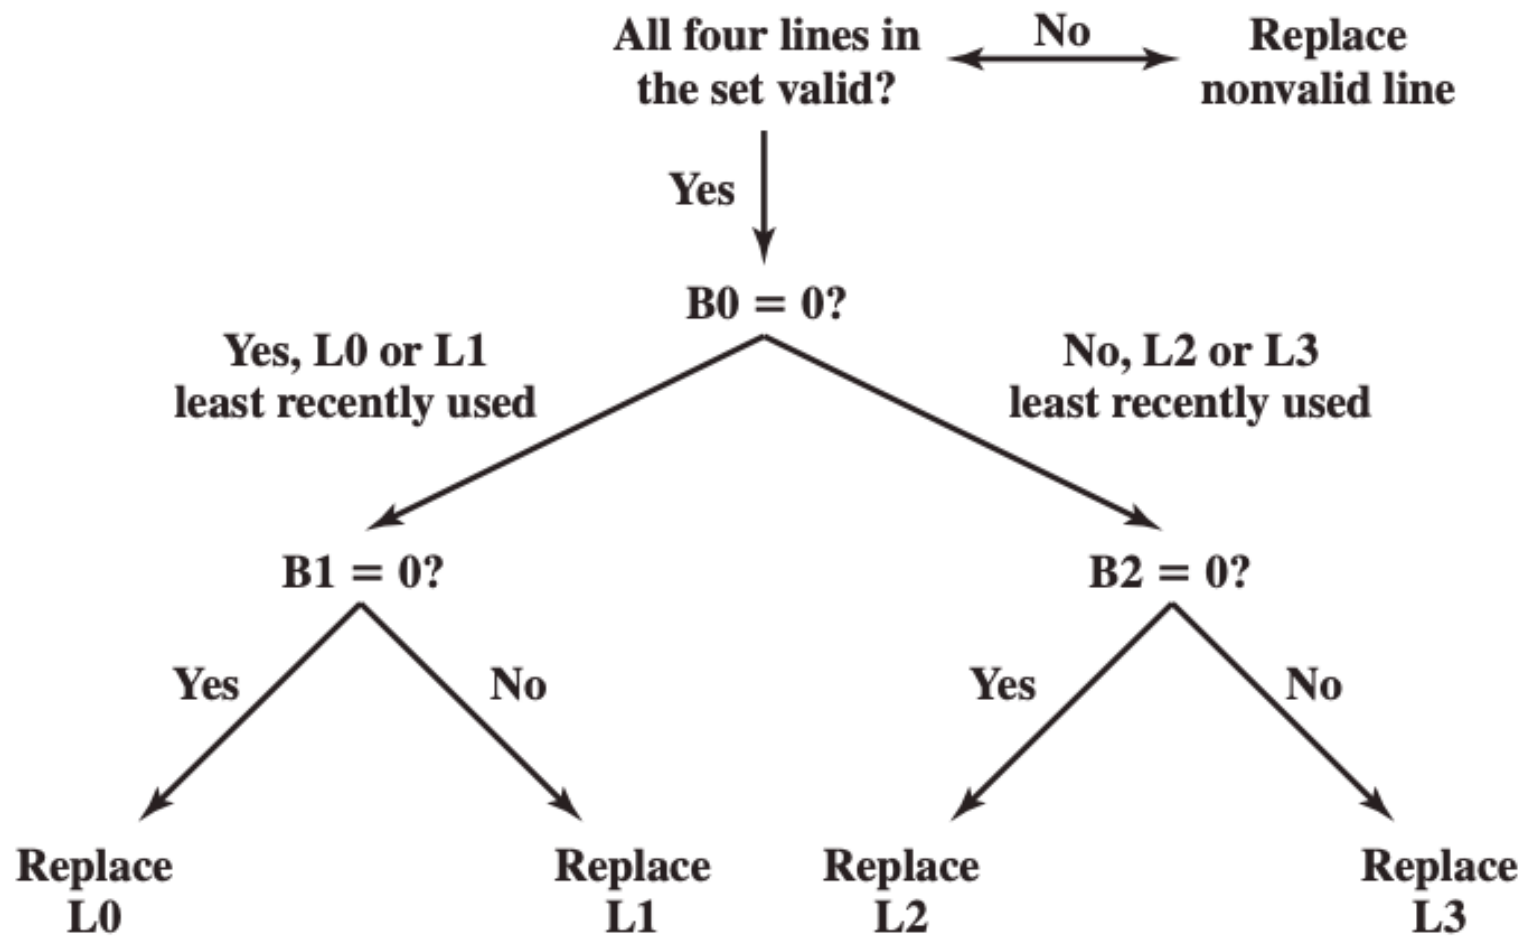 All four lines in
the set valid?
No
Replace
nonvalid line
Yes
B0 = 0?
Yes, L0 or L1
least recently used
No, L2 or L3
least recently used
B1 = 0?
B2 = 0?
Yes
No
Yes
No
Replace
L0
Replace
L1
Replace
L2
Replace
L3